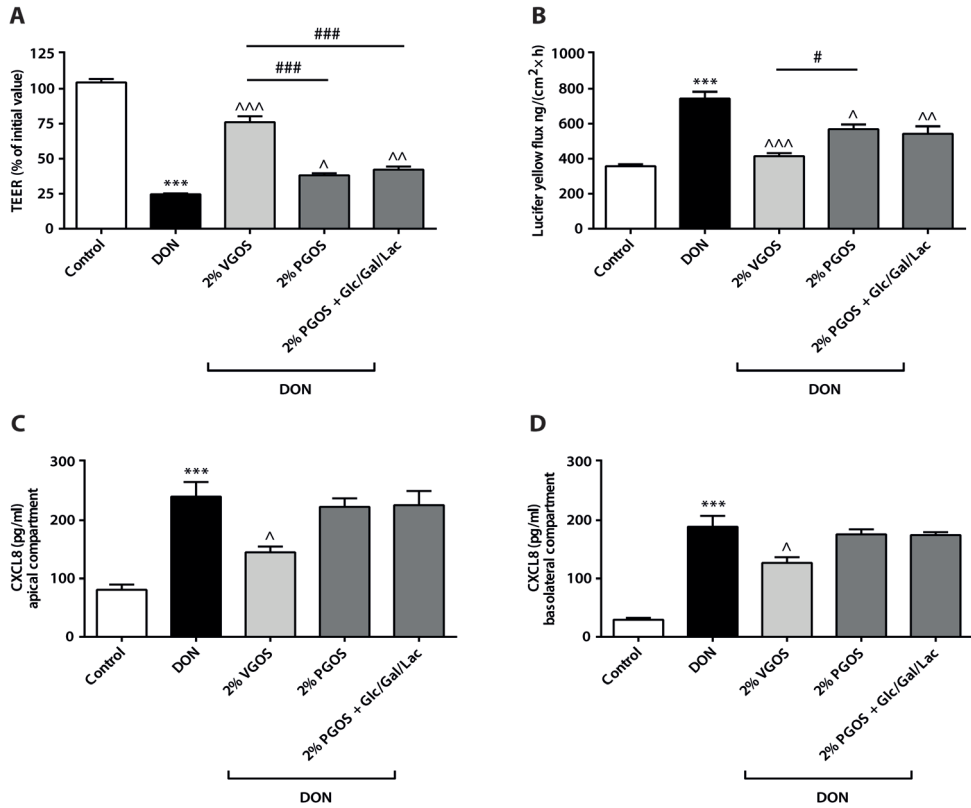 A
###
###
TEER (% of initial value)
125
100
75
50
25
0
***
^^^
^
^^
Control
DON
2% VGOS
2% PGOS
2% PGOS + Glc/Gal/Lac
DON
B
#
Lucifer yellow flux ng/(cm² × h)
1000
800
600
400
200
0
***
^^^
^
^^
Control
DON
2% VGOS
2% PGOS
2% PGOS + Glc/Gal/Lac
DON
C
CXCL8 (pg/ml)
apical compartment
300
200
100
0
***
^
Control
DON
2% VGOS
2% PGOS
2% PGOS + Glc/Gal/Lac
DON
D
CXCL8 (pg/ml)
basolateral compartment
300
200
100
0
***
^
Control
DON
2% VGOS
2% PGOS
2% PGOS + Glc/Gal/Lac
DON